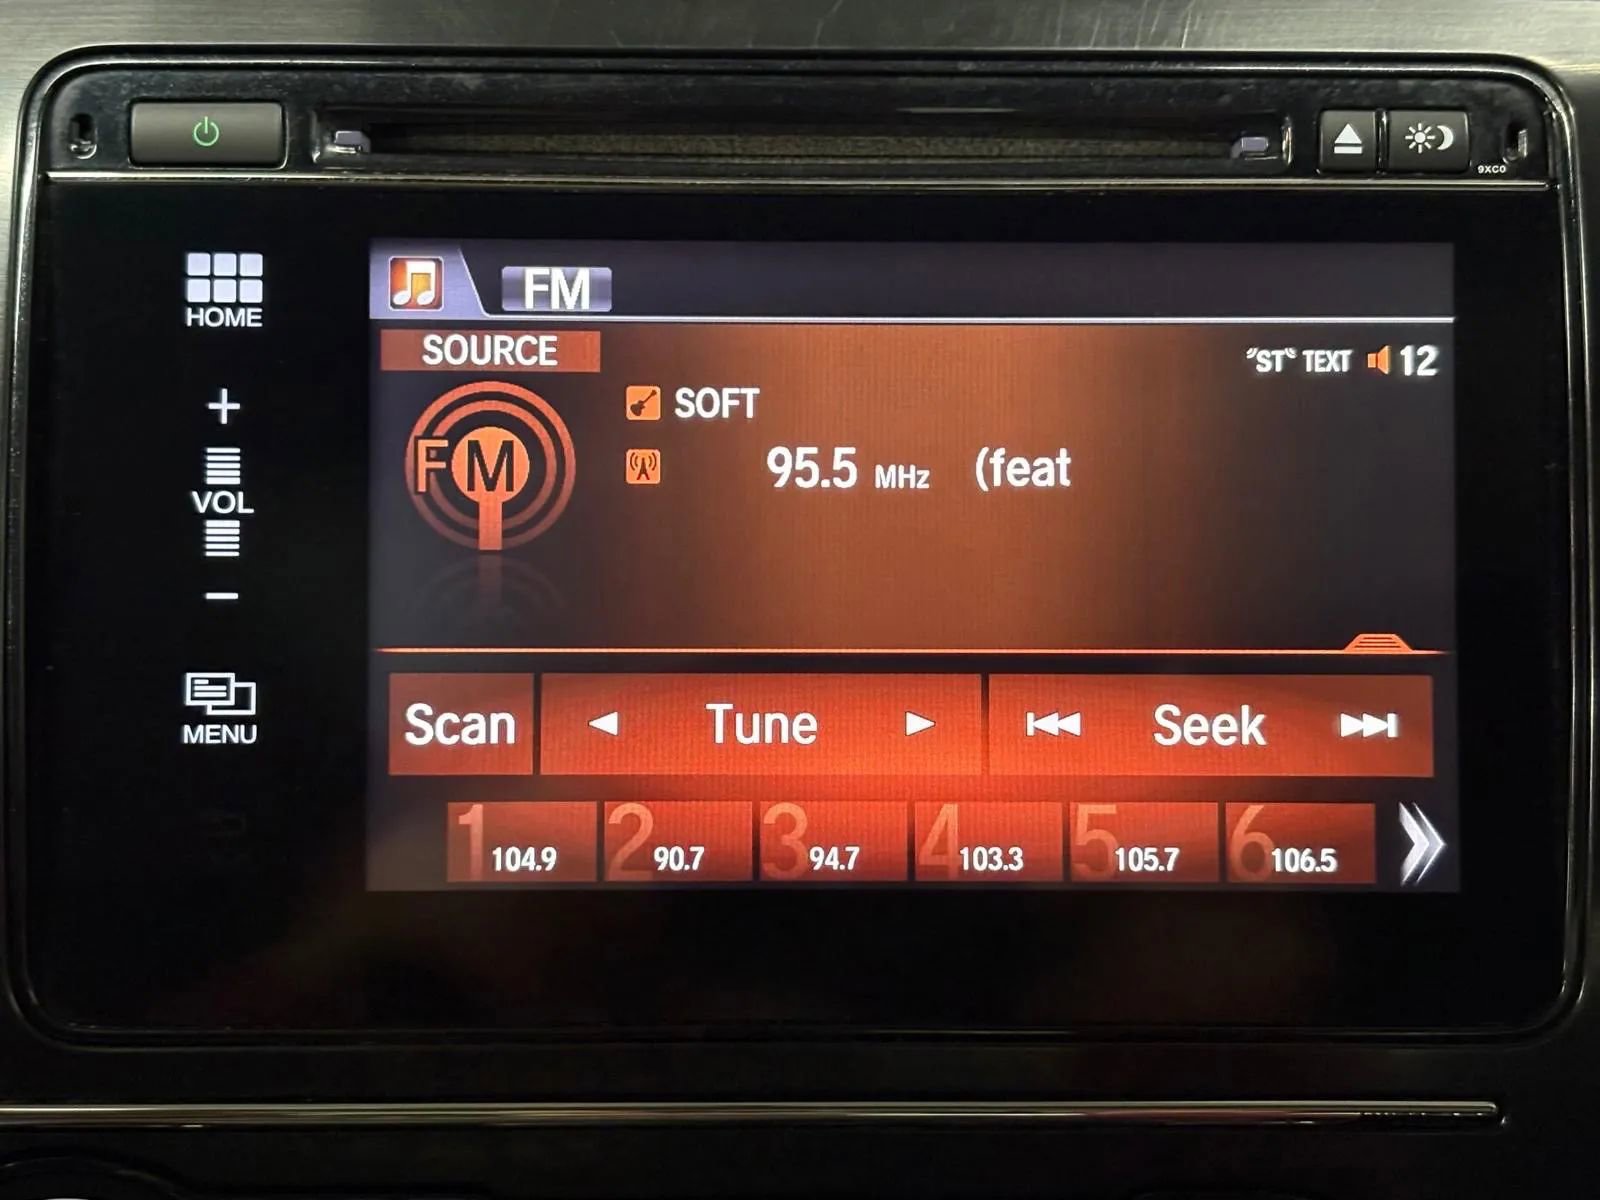 9XC0
HOME
FM
SOURCE
"ST" TEXT 12
FM
SOFT
95.5 MHz (feat
VOL
MENU
Scan Tune Seek
1 104.9 2 90.7 3 94.7 4 103.3 5 105.7 6 106.5